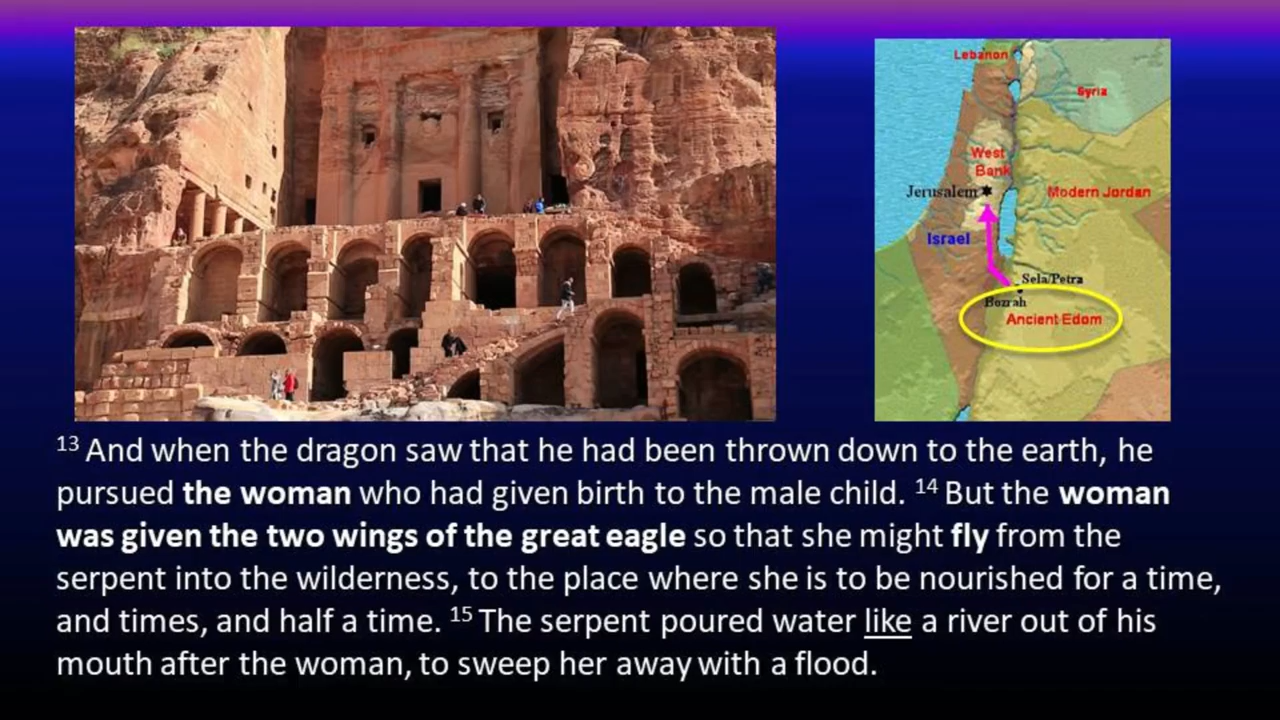 Lebanon
Syria
West
Bank
Jerusalem
Modern Jordan
Israel
Sela/Petra
Bozrah
Ancient Edom
13 And when the dragon saw that he had been thrown down to the earth, he
pursued the woman who had given birth to the male child. 14 But the woman
was given the two wings of the great eagle so that she might fly from the
serpent into the wilderness, to the place where she is to be nourished for a time,
and times, and half a time. 15 The serpent poured water like a river out of his
mouth after the woman, to sweep her away with a flood.